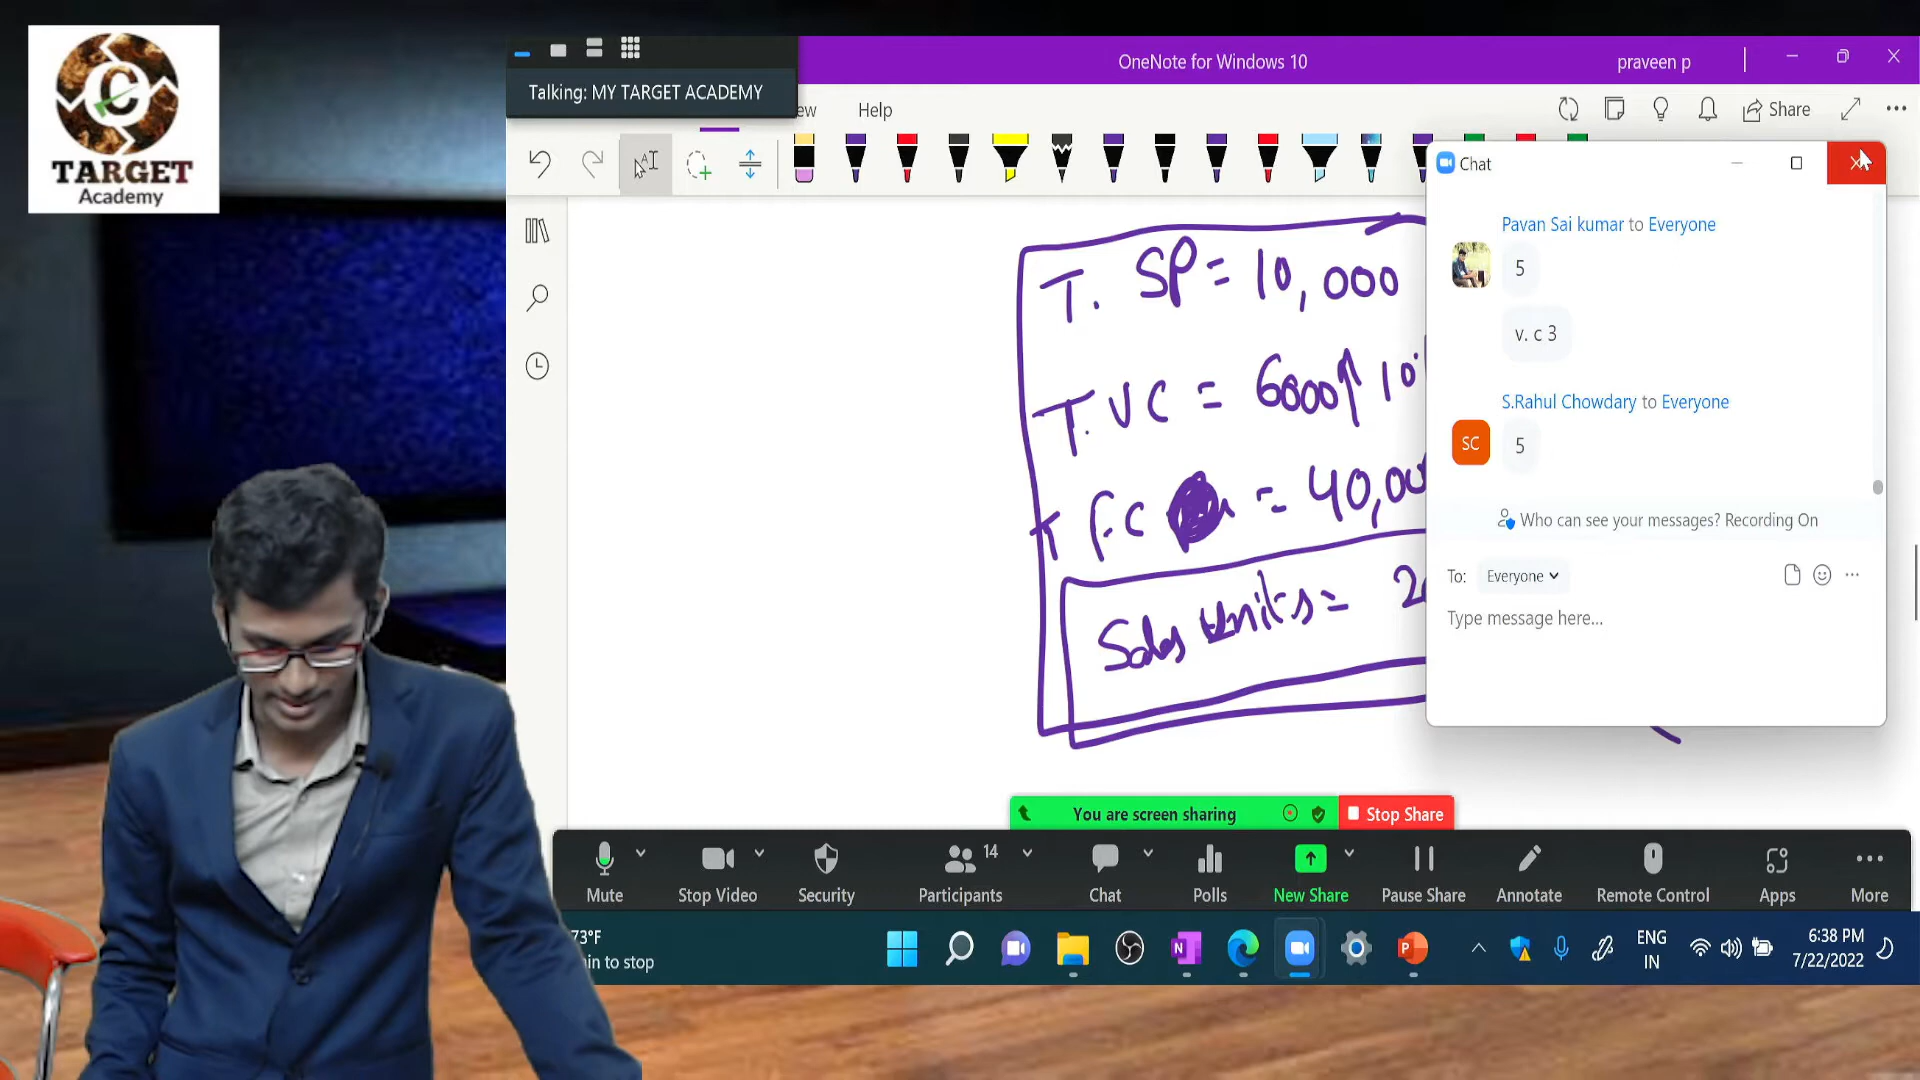 C
TARGET
Academy
Talking: MY TARGET ACADEMY
OneNote for Windows 10
praveen p
ew
Help
Share
Chat
Pavan Sai kumar to Everyone
5
v. c 3
S.Rahul Chowdary to Everyone
SC
5
Who can see your messages? Recording On
To: Everyone
Type message here...
T. SP = 10,000
T. VC = 6000↑ 10
T FC = 40,00
Sales Units =
You are screen sharing
Stop Share
Mute
Stop Video
Security
Participants
14
Chat
Polls
New Share
Pause Share
Annotate
Remote Control
Apps
More
73°F
in to stop
ENG
IN
6:38 PM
7/22/2022